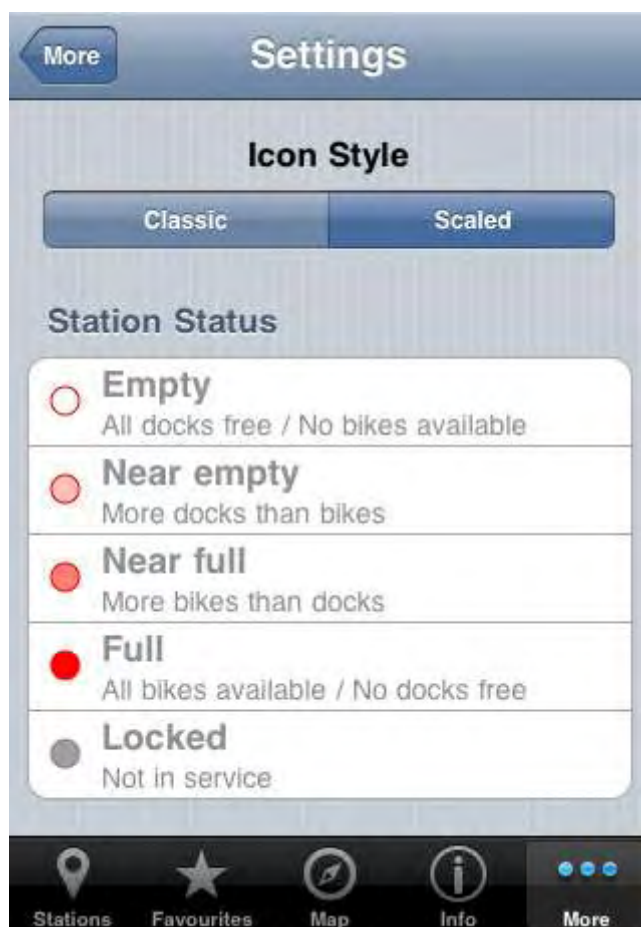 More
Settings
Icon Style
Classic
Scaled
Station Status
Empty
All docks free / No bikes available
Near empty
More docks than bikes
Near full
More bikes than docks
Full
All bikes available / No docks free
Locked
Not in service
Stations
Favourites
Map
Info
More